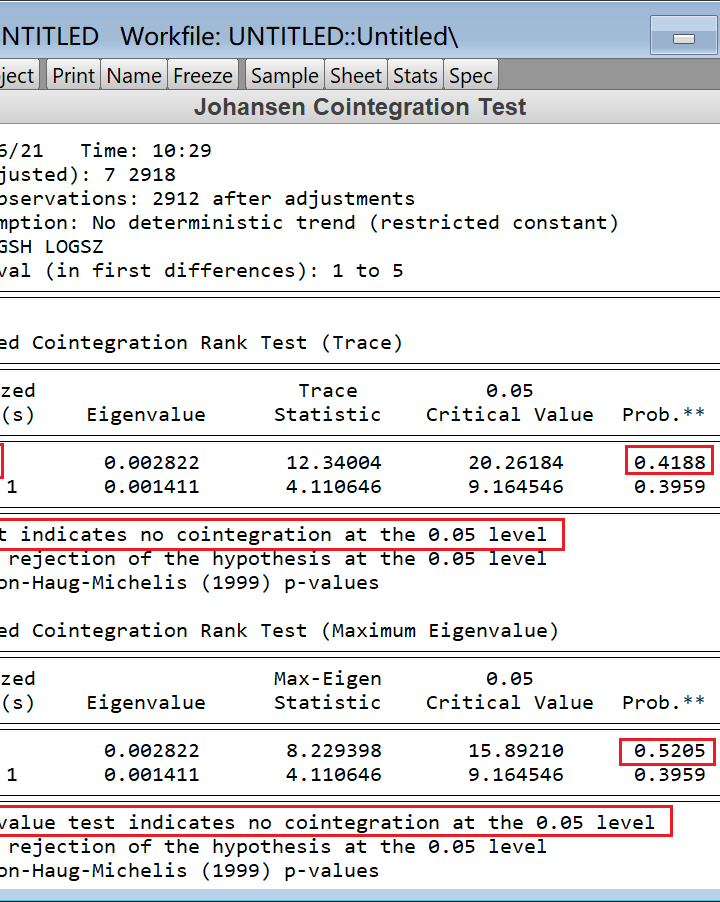 NTITLED Workfile: UNTITLED::Untitled\
ject Print Name Freeze Sample Sheet Stats Spec
Johansen Cointegration Test
6/21 Time: 10:29
justed): 7 2918
bservations: 2912 after adjustments
mption: No deterministic trend (restricted constant)
GSH LOGSZ
val (in first differences): 1 to 5
ed Cointegration Rank Test (Trace)
zed Trace 0.05
(s) Eigenvalue Statistic Critical Value Prob.**
0.002822 12.34004 20.26184 0.4188
1 0.001411 4.110646 9.164546 0.3959
t indicates no cointegration at the 0.05 level
rejection of the hypothesis at the 0.05 level
on-Haug-Michelis (1999) p-values
ed Cointegration Rank Test (Maximum Eigenvalue)
zed Max-Eigen 0.05
(s) Eigenvalue Statistic Critical Value Prob.**
0.002822 8.229398 15.89210 0.5205
1 0.001411 4.110646 9.164546 0.3959
value test indicates no cointegration at the 0.05 level
rejection of the hypothesis at the 0.05 level
on-Haug-Michelis (1999) p-values